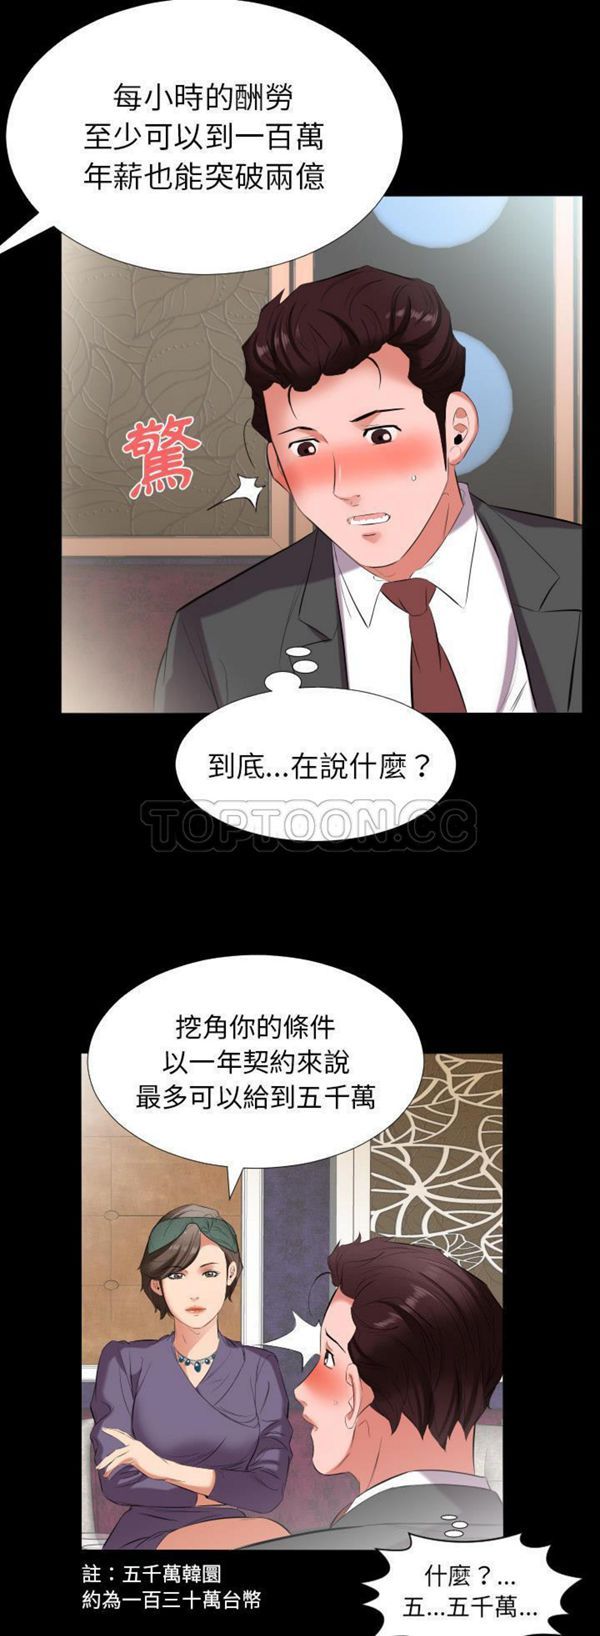 每小時的酬勞
至少可以到一百萬
年薪也能突破兩億
驚
到底...在說什麼？
TOPTOON.CC
挖角你的條件
以一年契約來說
最多可以給到五千萬
註：五千萬韓圜
約為一百三十萬台幣
什麼？...
五...五千萬...